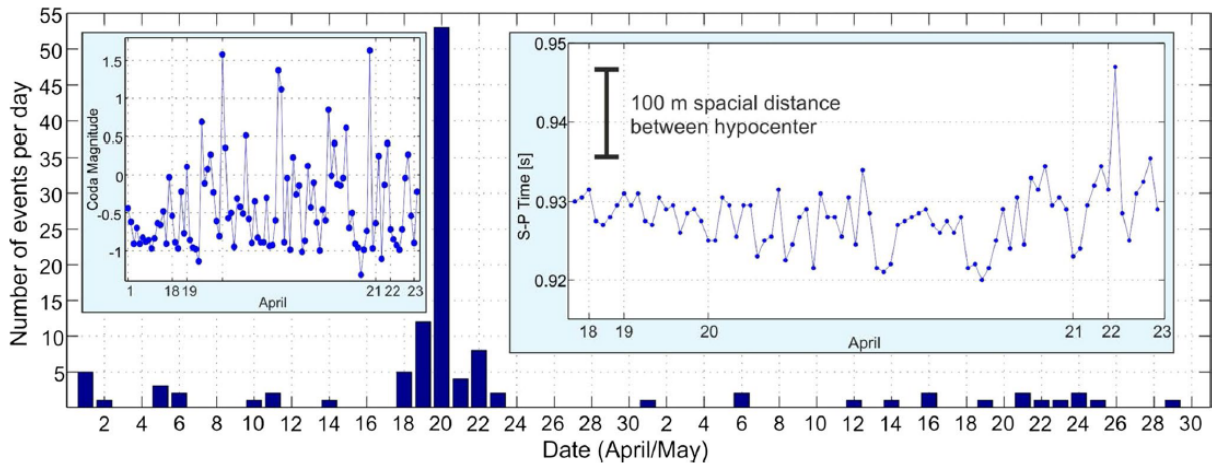 55
50
45
40
35
30
25
20
15
10
5
Number of events per day
1.5
1
0.5
0
-0.5
-1
Coda Magnitude
1 18 19 21 22 23
April
0.95
0.94
0.93
0.92
S-P Time [s]
100 m spacial distance
between hypocenter
18 19 20 21 22 23
April
2 4 6 8 10 12 14 16 18 20 22 24 26 28 30 2 4 6 8 10 12 14 16 18 20 22 24 26 28 30
Date (April/May)